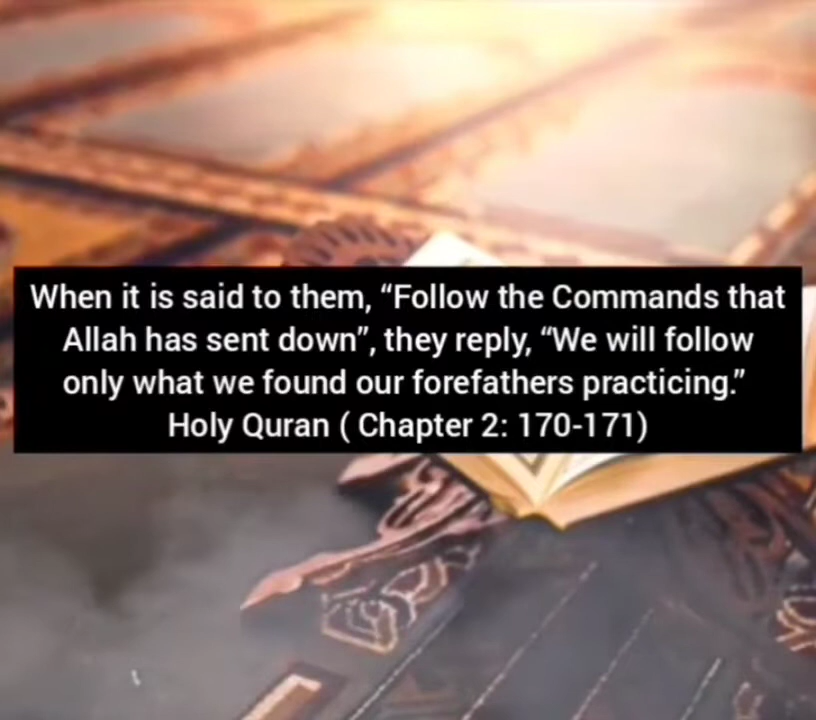 When it is said to them, “Follow the Commands that
Allah has sent down”, they reply, “We will follow
only what we found our forefathers practicing.”
Holy Quran ( Chapter 2: 170-171)